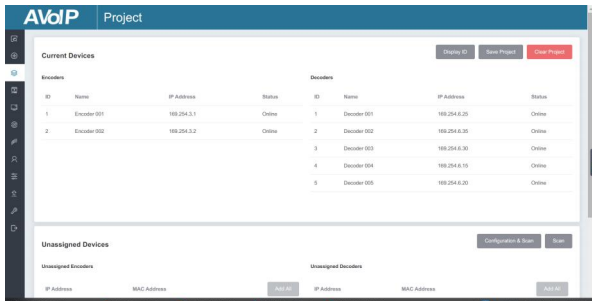 AVoIP Project
Current Devices
Display ID Save Project Clear Project
Encoders
Decoders
ID Name IP Address Status
ID Name IP Address Status
1 Encoder 001 169.254.3.1 Online
1 Decoder 001 169.254.6.25 Online
2 Encoder 002 169.254.3.2 Online
2 Decoder 002 169.254.6.35 Online
3 Decoder 003 169.254.6.30 Online
4 Decoder 004 169.254.6.15 Online
5 Decoder 005 169.254.6.20 Online
Unassigned Devices
Configuration & Scan Scan
Unassigned Encoders
Unassigned Decoders
IP Address MAC Address Add All
IP Address MAC Address Add All